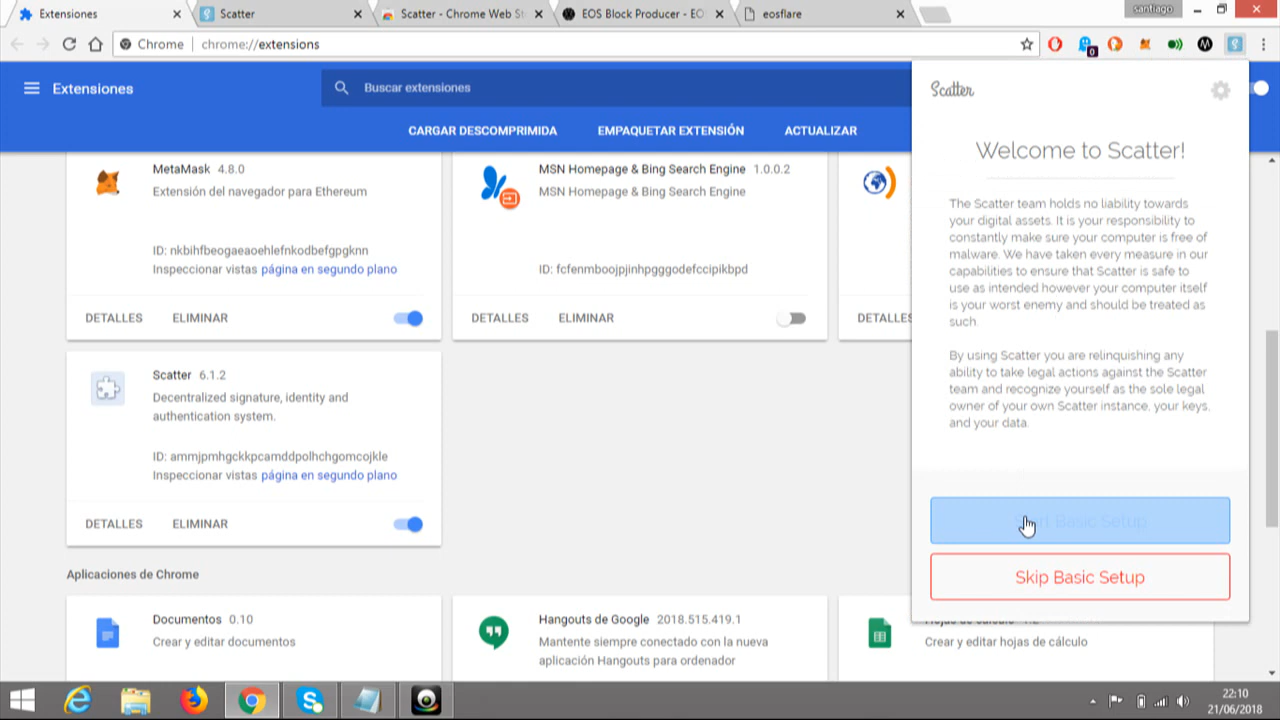 Extensiones
Scatter
Scatter - Chrome Web St
EOS Block Producer - EO
eosflare
santiago
Chrome
chrome://extensions
0
Extensiones
Buscar extensiones
CARGAR DESCOMPRIMIDA
EMPAQUETAR EXTENSIÓN
ACTUALIZAR
MetaMask 4.8.0
Extensión del navegador para Ethereum
ID: nkbihfbeogaeaoehlefnkodbefgpgknn
Inspeccionar vistas página en segundo plano
DETALLES
ELIMINAR
MSN Homepage & Bing Search Engine 1.0.0.2
MSN Homepage & Bing Search Engine
ID: fcfenmboojpjinhpgggodefccipikbpd
DETALLES
ELIMINAR
DETALLES
Scatter 6.1.2
Decentralized signature, identity and
authentication system.
ID: ammjpmhgckkpcamddpolhchgomcojkle
Inspeccionar vistas página en segundo plano
DETALLES
ELIMINAR
Aplicaciones de Chrome
Documentos 0.10
Crear y editar documentos
Hangouts de Google 2018.515.419.1
Mantente siempre conectado con la nueva
aplicación Hangouts para ordenador
Hojas de cálculo 1.2
Crear y editar hojas de cálculo
Scatter
Welcome to Scatter!
The Scatter team holds no liability towards
your digital assets. It is your responsibility to
constantly make sure your computer is free of
malware. We have taken every measure in our
capabilities to ensure that Scatter is safe to
use as intended however your computer itself
is your worst enemy and should be treated as
such.
By using Scatter you are relinquishing any
ability to take legal actions against the Scatter
team and recognize yourself as the sole legal
owner of your own Scatter instance, your keys,
and your data.
Start Basic Setup
Skip Basic Setup
22:10
21/06/2018